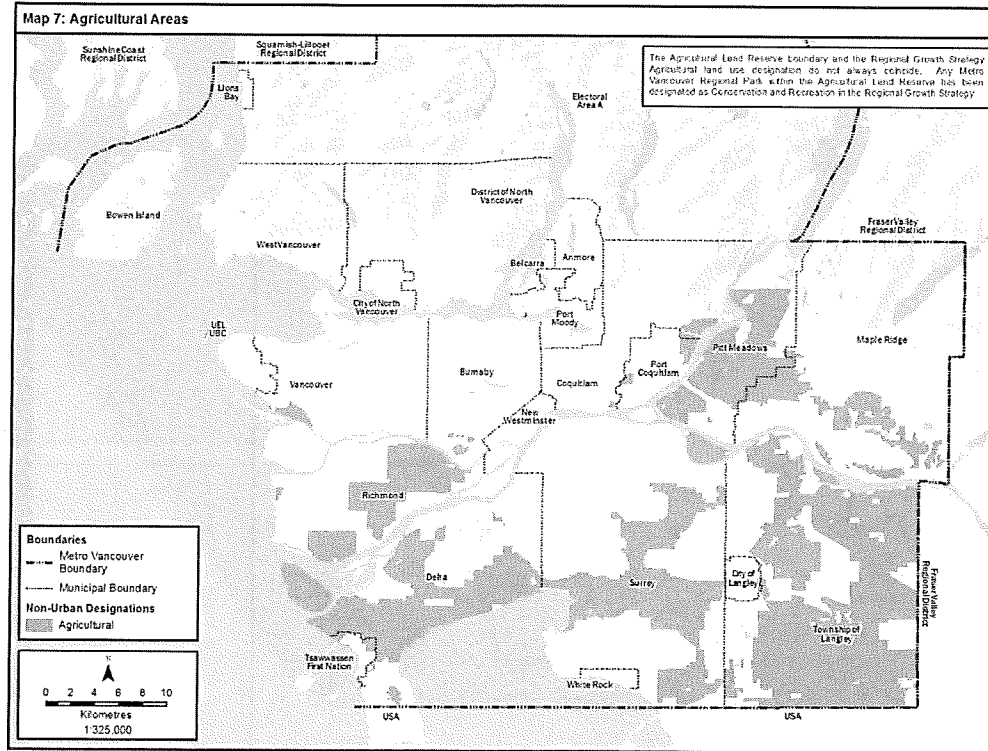 Map 7: Agricultural Areas
Sunshine Coast
Regional District
Squamish-Lillooet
Regional District
The Agricultural Land Reserve boundary and the Regional Growth Strategy
Agricultural land use designation do not always coincide. Any Metro
Vancouver Regional Park within the Agricultural Land Reserve has been
designated as Conservation and Recreation in the Regional Growth Strategy
Lions
Bay
Electoral
Area A
Bowen Island
District of North
Vancouver
Fraser Valley
Regional District
West Vancouver
Belcarra
Anmore
City of North
Vancouver
Port
Moody
UEL
/UBC
Pitt Meadows
Maple Ridge
Vancouver
Burnaby
Coquitlam
Port
Coquitlam
New
Westminster
Richmond
Delta
Surrey
City of
Langley
Fraser Valley
Regional District
Township of
Langley
Boundaries
Metro Vancouver
Boundary
Municipal Boundary
Non-Urban Designations
Agricultural
Tsawwassen
First Nation
White Rock
N
0 2 4 6 8 10
Kilometres
1:325,000
USA
USA